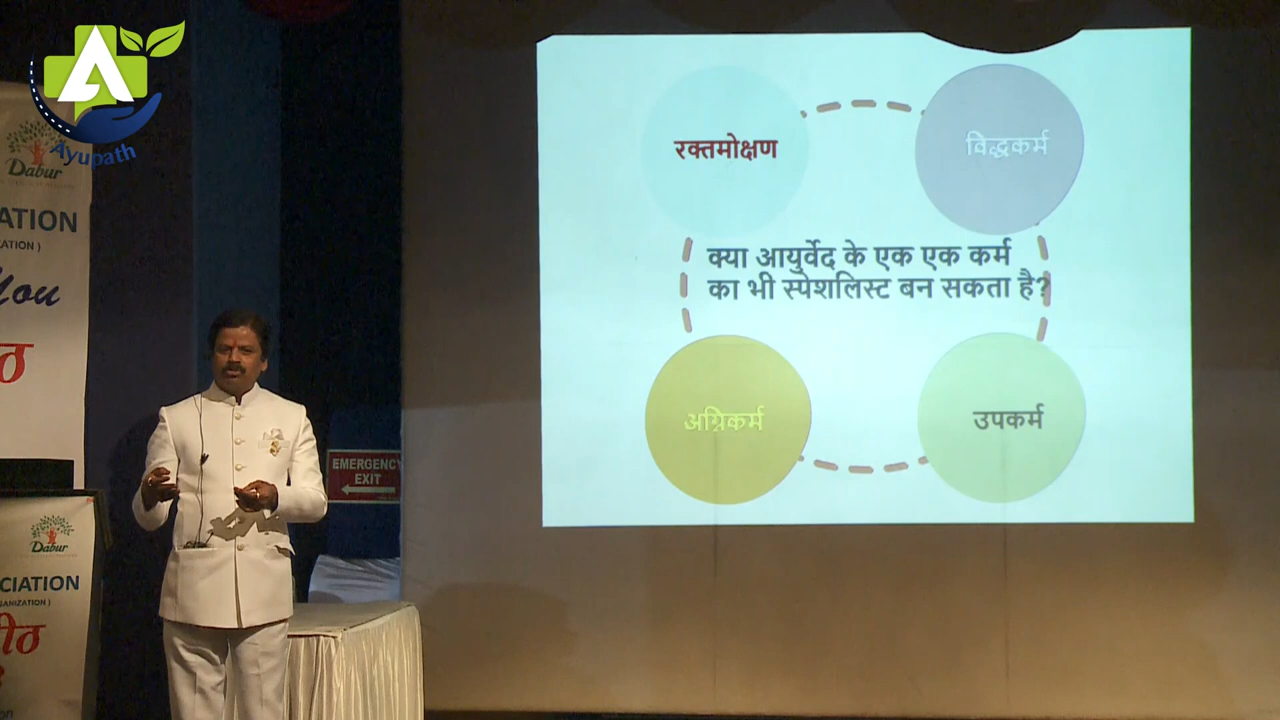 A
Ayupath
Dabur
ATION
ATION )
You
ठ
Dabur
CIATION
GANIZATION )
ीठ
EMERGENCY
EXIT
रक्तमोक्षण
विद्धकर्म
क्या आयुर्वेद के एक एक कर्म
का भी स्पेशलिस्ट बन सकता है?
अग्निकर्म
उपकर्म